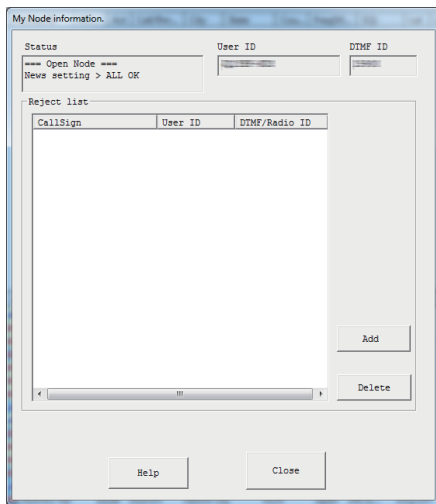 My Node information.
Status
User ID
DTMF ID
=== Open Node ===
News setting > ALL OK
Reject list
CallSign
User ID
DTMF/Radio ID
Add
Delete
Help
Close